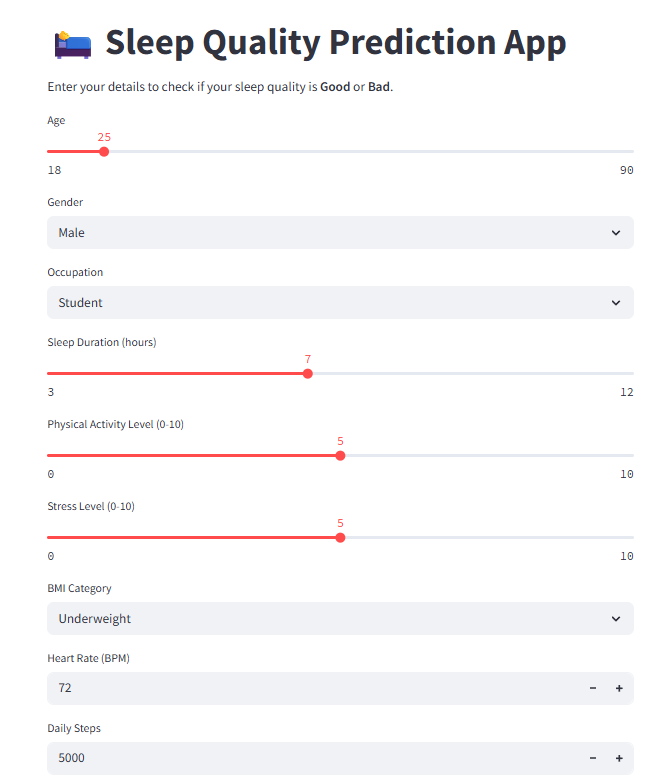 Sleep Quality Prediction App
Enter your details to check if your sleep quality is Good or Bad.
Age
25
18 90
Gender
Male
Occupation
Student
Sleep Duration (hours)
7
3 12
Physical Activity Level (0-10)
5
0 10
Stress Level (0-10)
5
0 10
BMI Category
Underweight
Heart Rate (BPM)
72 − +
Daily Steps
5000 − +